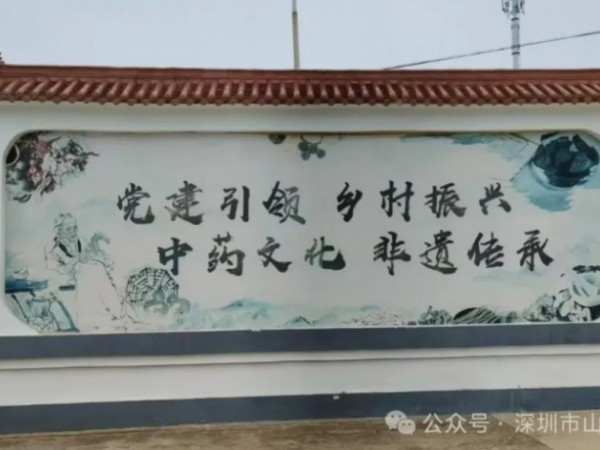 党建引领 乡村振兴
中药文化 非遗传承
公众号·深圳市山